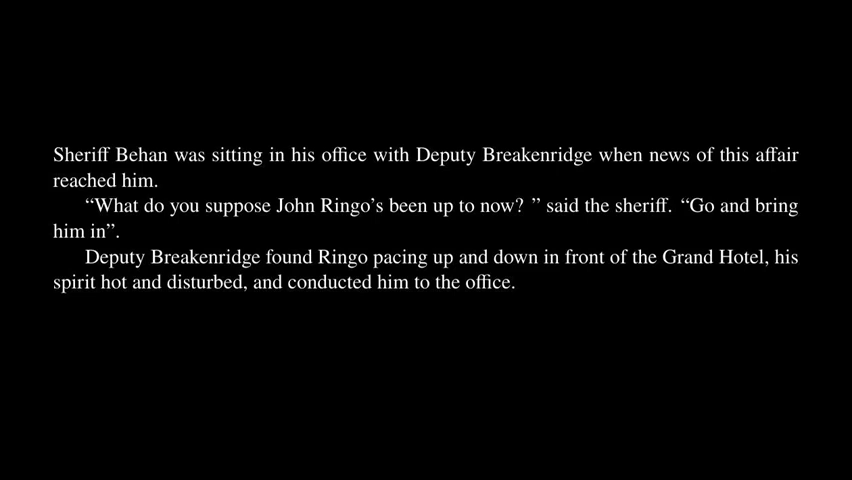 Sheriff Behan was sitting in his office with Deputy Breakenridge when news of this affair
reached him.
“What do you suppose John Ringo’s been up to now? ” said the sheriff. “Go and bring
him in”.
Deputy Breakenridge found Ringo pacing up and down in front of the Grand Hotel, his
spirit hot and disturbed, and conducted him to the office.